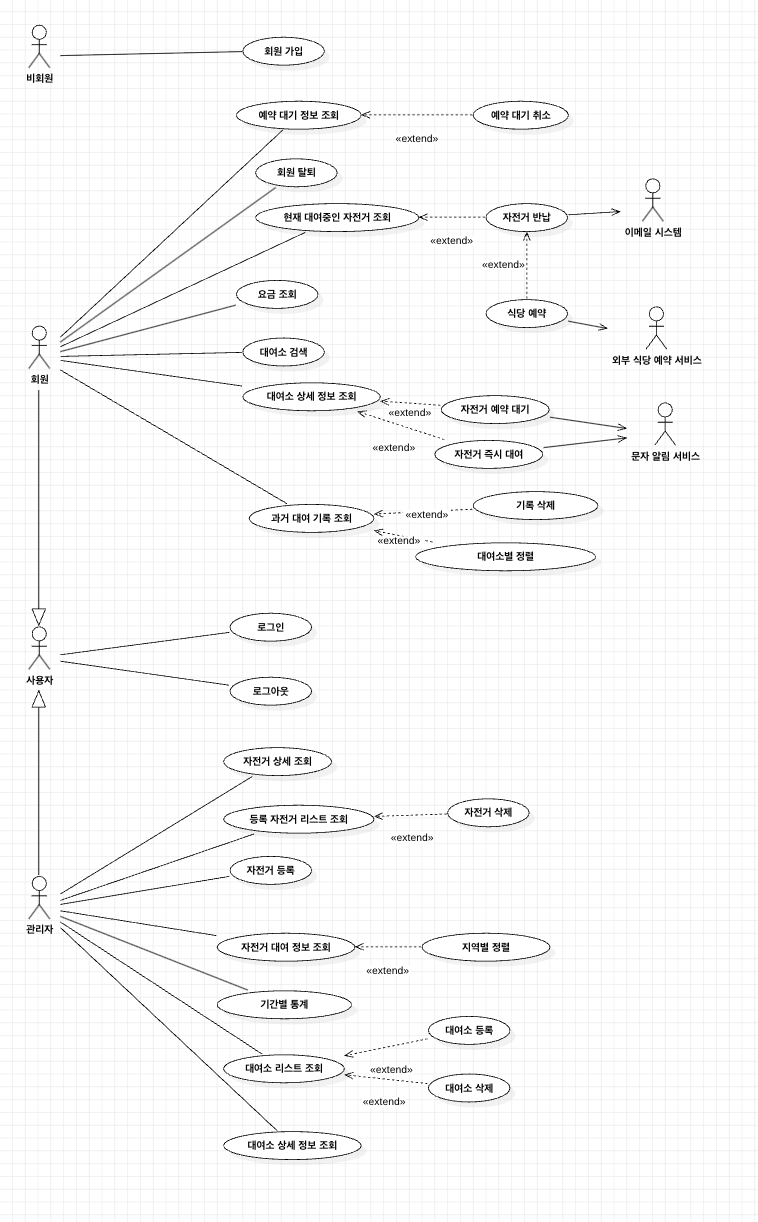 회원 가입
비회원
예약 대기 정보 조회
예약 대기 취소
«extend»
회원 탈퇴
현재 대여중인 자전거 조회
자전거 반납
이메일 시스템
«extend»
«extend»
요금 조회
식당 예약
대여소 검색
외부 식당 예약 서비스
회원
대여소 상세 정보 조회
자전거 예약 대기
«extend»
«extend»
자전거 즉시 대여
문자 알림 서비스
과거 대여 기록 조회
기록 삭제
«extend»
«extend»
대여소별 정렬
로그인
사용자
로그아웃
자전거 상세 조회
등록 자전거 리스트 조회
자전거 삭제
«extend»
자전거 등록
관리자
자전거 대여 정보 조회
지역별 정렬
«extend»
기간별 통계
대여소 등록
대여소 리스트 조회
«extend»
대여소 삭제
«extend»
대여소 상세 정보 조회